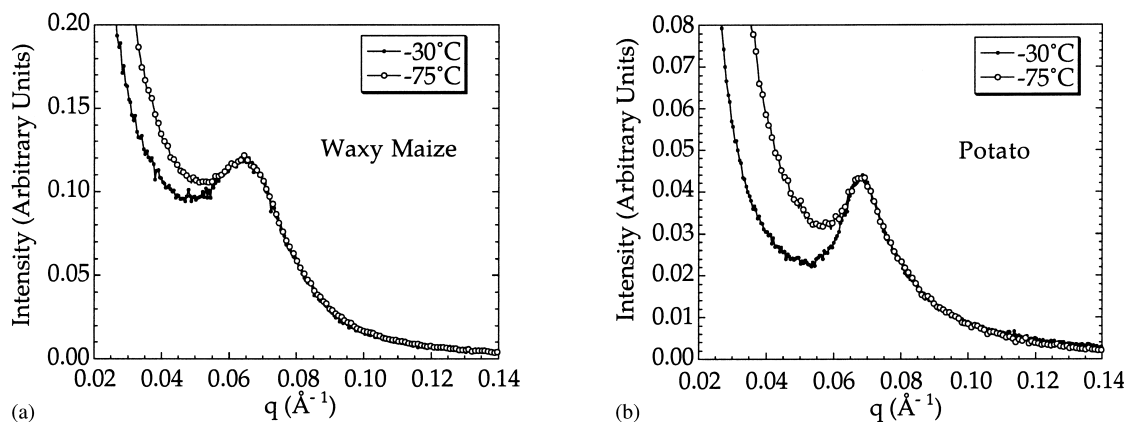 0.20
0.15
0.10
0.05
0.00
Intensity (Arbitrary Units)
-30°C
-75°C
Waxy Maize
0.02 0.04 0.06 0.08 0.10 0.12 0.14
q (Å⁻¹)
(a)
0.08
0.07
0.06
0.05
0.04
0.03
0.02
0.01
0.00
Intensity (Arbitrary Units)
-30°C
-75°C
Potato
0.02 0.04 0.06 0.08 0.10 0.12 0.14
q (Å⁻¹)
(b)